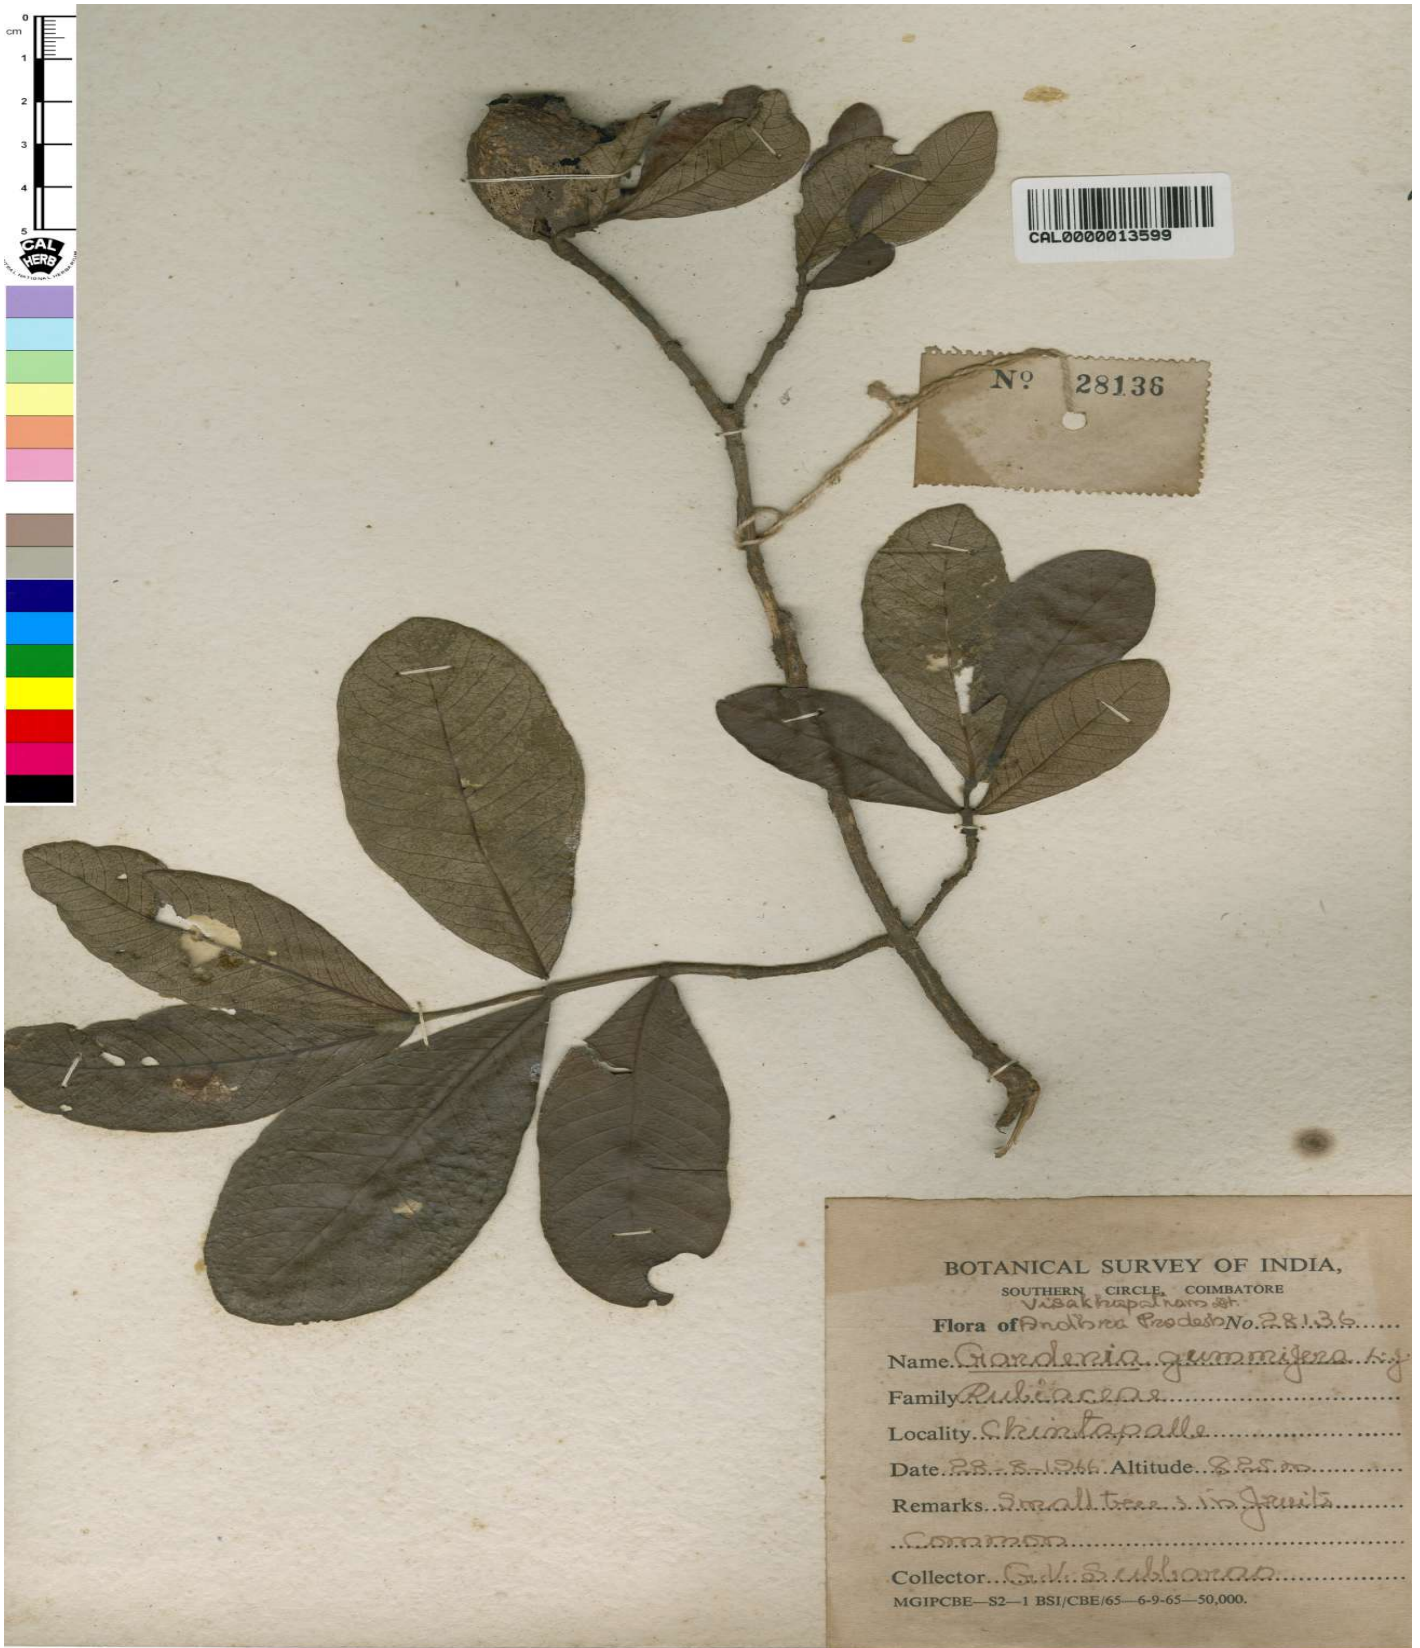 0
cm
1
2
3
4
5
CAL
HERB
CAL0000013599
Nº 28136
BOTANICAL SURVEY OF INDIA,
SOUTHERN CIRCLE, COIMBATORE
Visakhapatnam Dt.
Flora of Andhra Pradesh No. 28136
Name. Gardenia gummifera L.f.
Family Rubiaceae
Locality. Chintapalle
Date. 28-8-1966 Altitude. 825 m
Remarks. Small trees in fruits
common
Collector. G.V. Subbarao
MGIPCBE—S2—1 BSI/CBE/65—6-9-65—50,000.